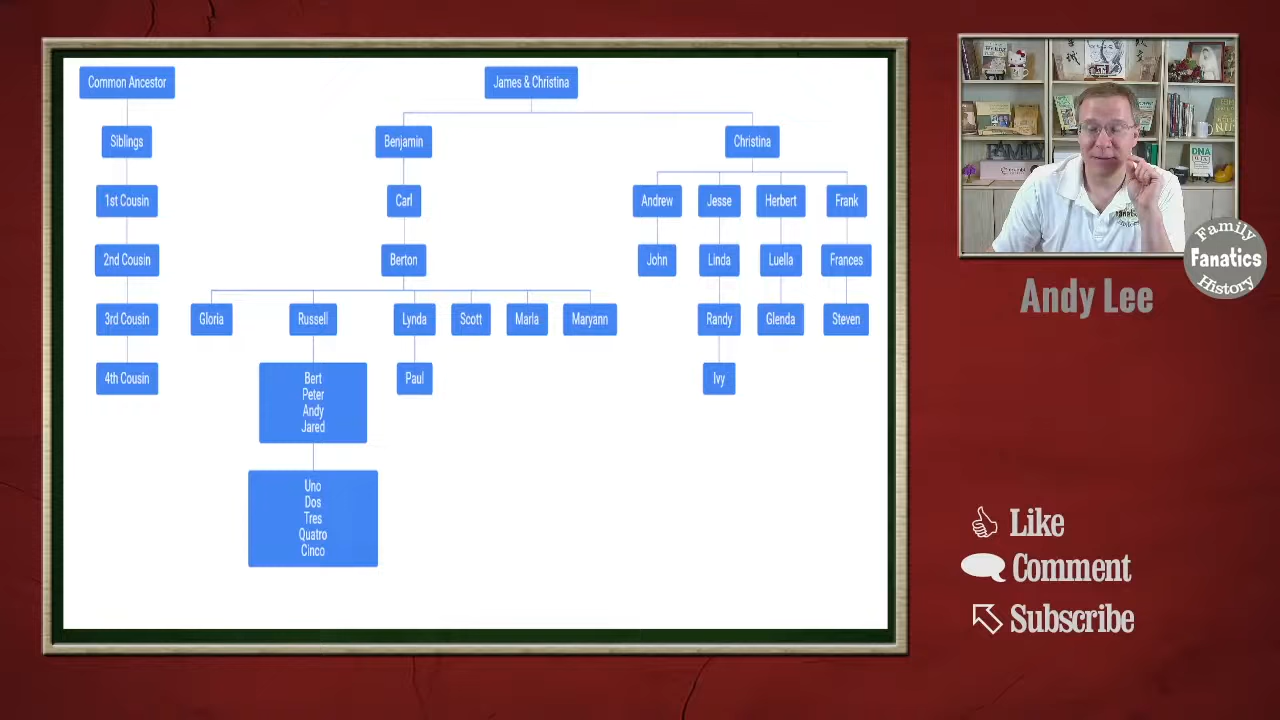 Common Ancestor
James & Christina
Siblings
Benjamin
Christina
1st Cousin
Carl
Andrew
Jesse
Herbert
Frank
2nd Cousin
Berton
John
Linda
Luella
Frances
3rd Cousin
Gloria
Russell
Lynda
Scott
Marla
Maryann
Randy
Glenda
Steven
4th Cousin
Bert
Peter
Andy
Jared
Paul
Ivy
Uno
Dos
Tres
Quatro
Cinco
DNA
Family
Fanatics
History
Andy Lee
Like
Comment
Subscribe